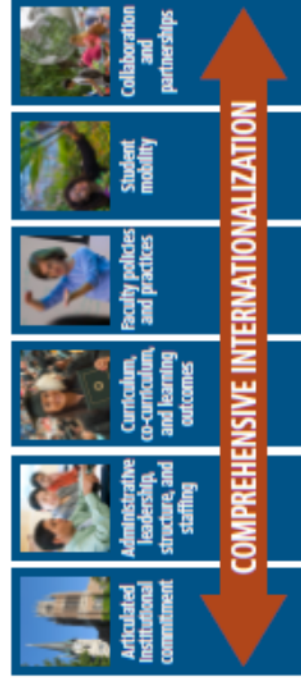 Articulated
institutional
commitment
Administrative
leadership,
structure, and
staffing
Curriculum,
co-curriculum,
and learning
outcomes
Faculty policies
and practices
Student
mobility
Collaboration
and
partnerships
COMPREHENSIVE INTERNATIONALIZATION